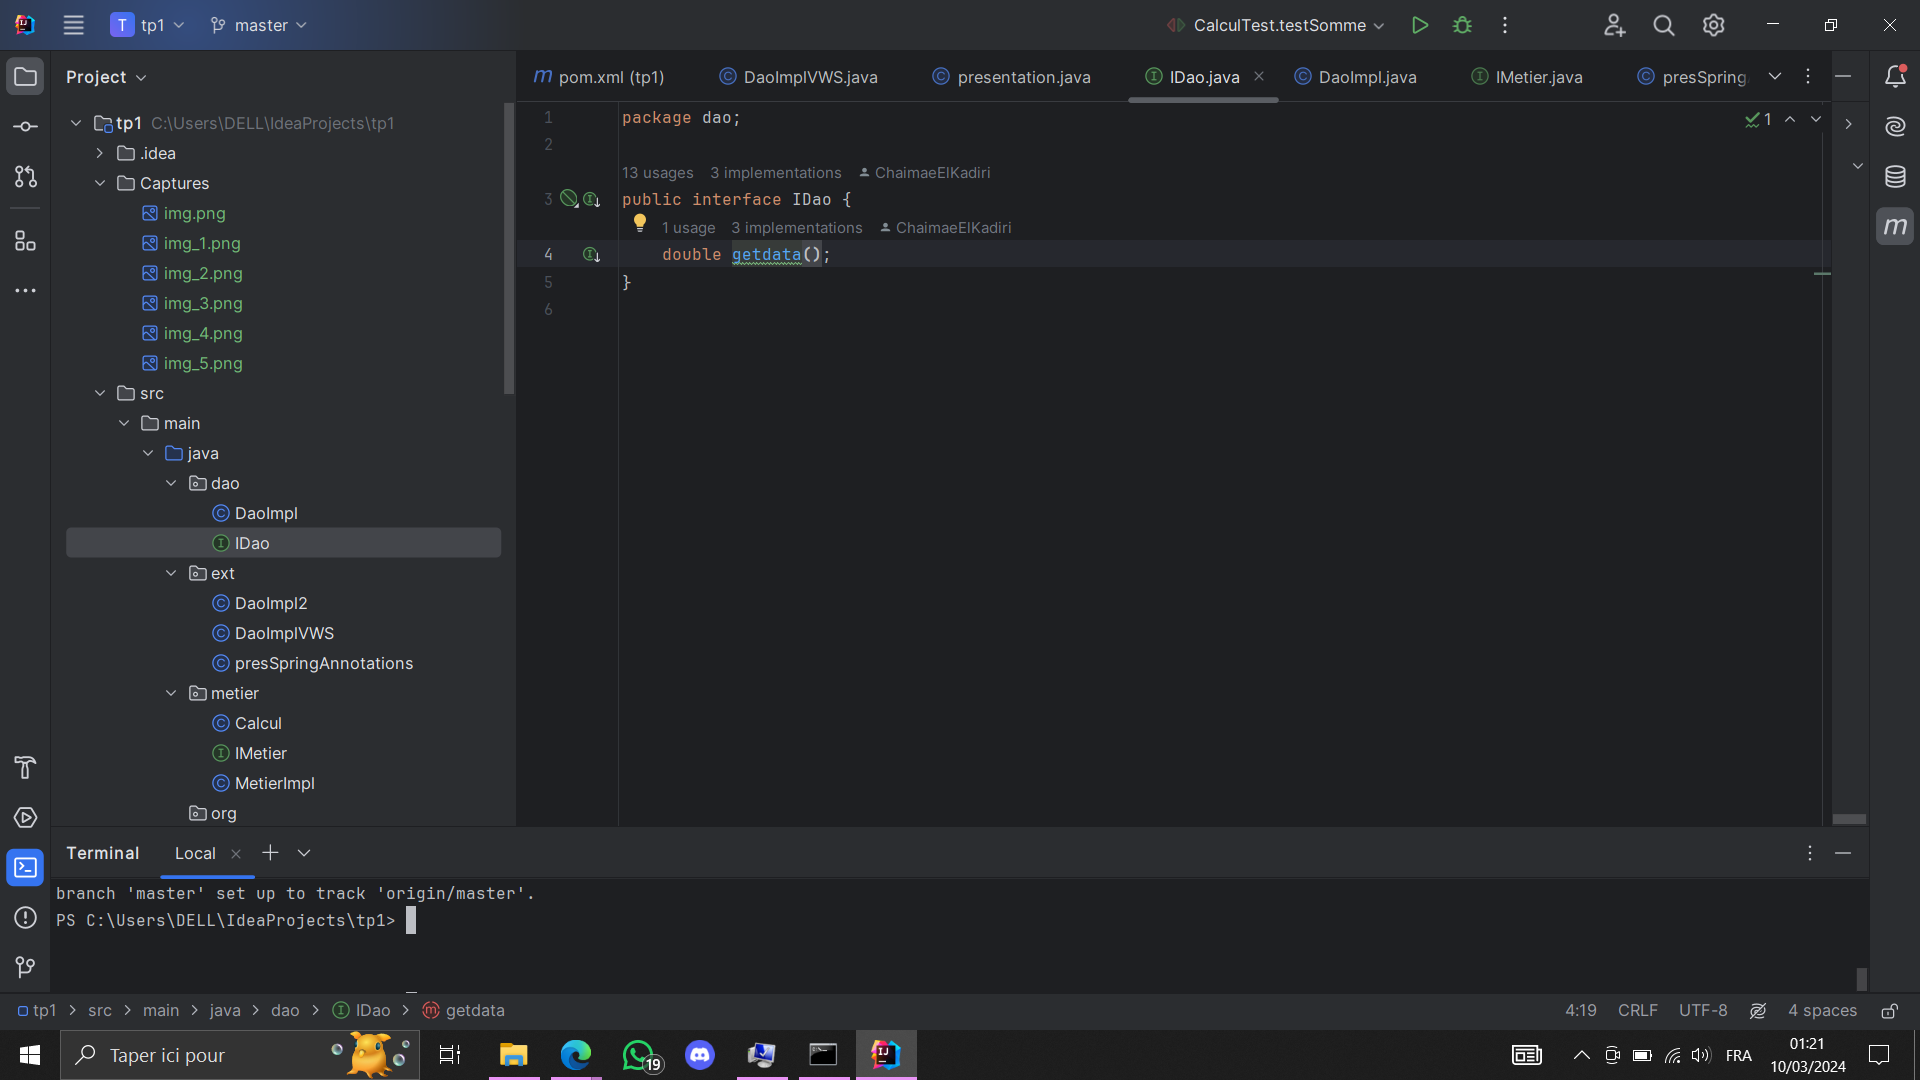 T tp1 master CalculTest.testSomme
Project
pom.xml (tp1) DaoImplVWS.java presentation.java IDao.java DaoImpl.java IMetier.java presSpring
tp1 C:\Users\DELL\IdeaProjects\tp1
.idea
Captures
img.png
img_1.png
img_2.png
img_3.png
img_4.png
img_5.png
src
main
java
dao
DaoImpl
IDao
ext
DaoImpl2
DaoImplVWS
presSpringAnnotations
metier
Calcul
IMetier
MetierImpl
org
1 package dao;
1
2
13 usages 3 implementations ChaimaeElKadiri
3 public interface IDao {
1 usage 3 implementations ChaimaeElKadiri
4 double getdata();
5 }
6
Terminal Local
branch 'master' set up to track 'origin/master'.
PS C:\Users\DELL\IdeaProjects\tp1>
tp1 > src > main > java > dao > IDao > getdata
4:19 CRLF UTF-8 4 spaces
Taper ici pour
19
FRA
01:21
10/03/2024